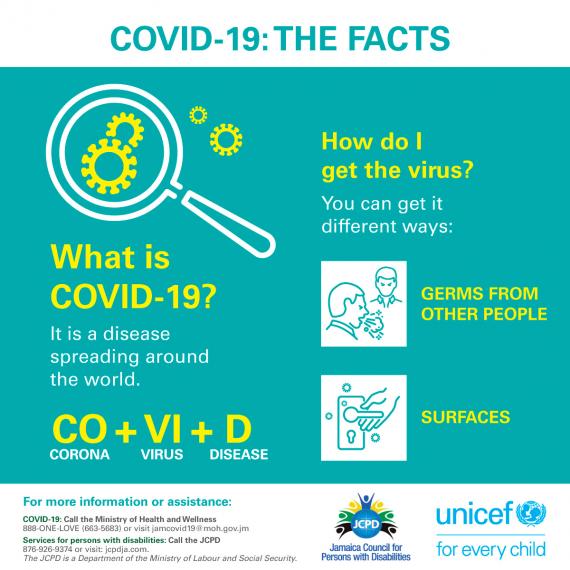 COVID-19: THE FACTS
What is
COVID-19?
It is a disease
spreading around
the world.
CO + VI + D
CORONA VIRUS DISEASE
How do I
get the virus?
You can get it
different ways:
GERMS FROM
OTHER PEOPLE
SURFACES
For more information or assistance:
COVID-19: Call the Ministry of Health and Wellness
888-ONE-LOVE (663-5683) or visit jamcovid19@moh.gov.jm
Services for persons with disabilities: Call the JCPD
876-926-9374 or visit: jcpdja.com.
The JCPD is a Department of the Ministry of Labour and Social Security.
JCPD
Jamaica Council for
Persons with Disabilities
unicef
for every child